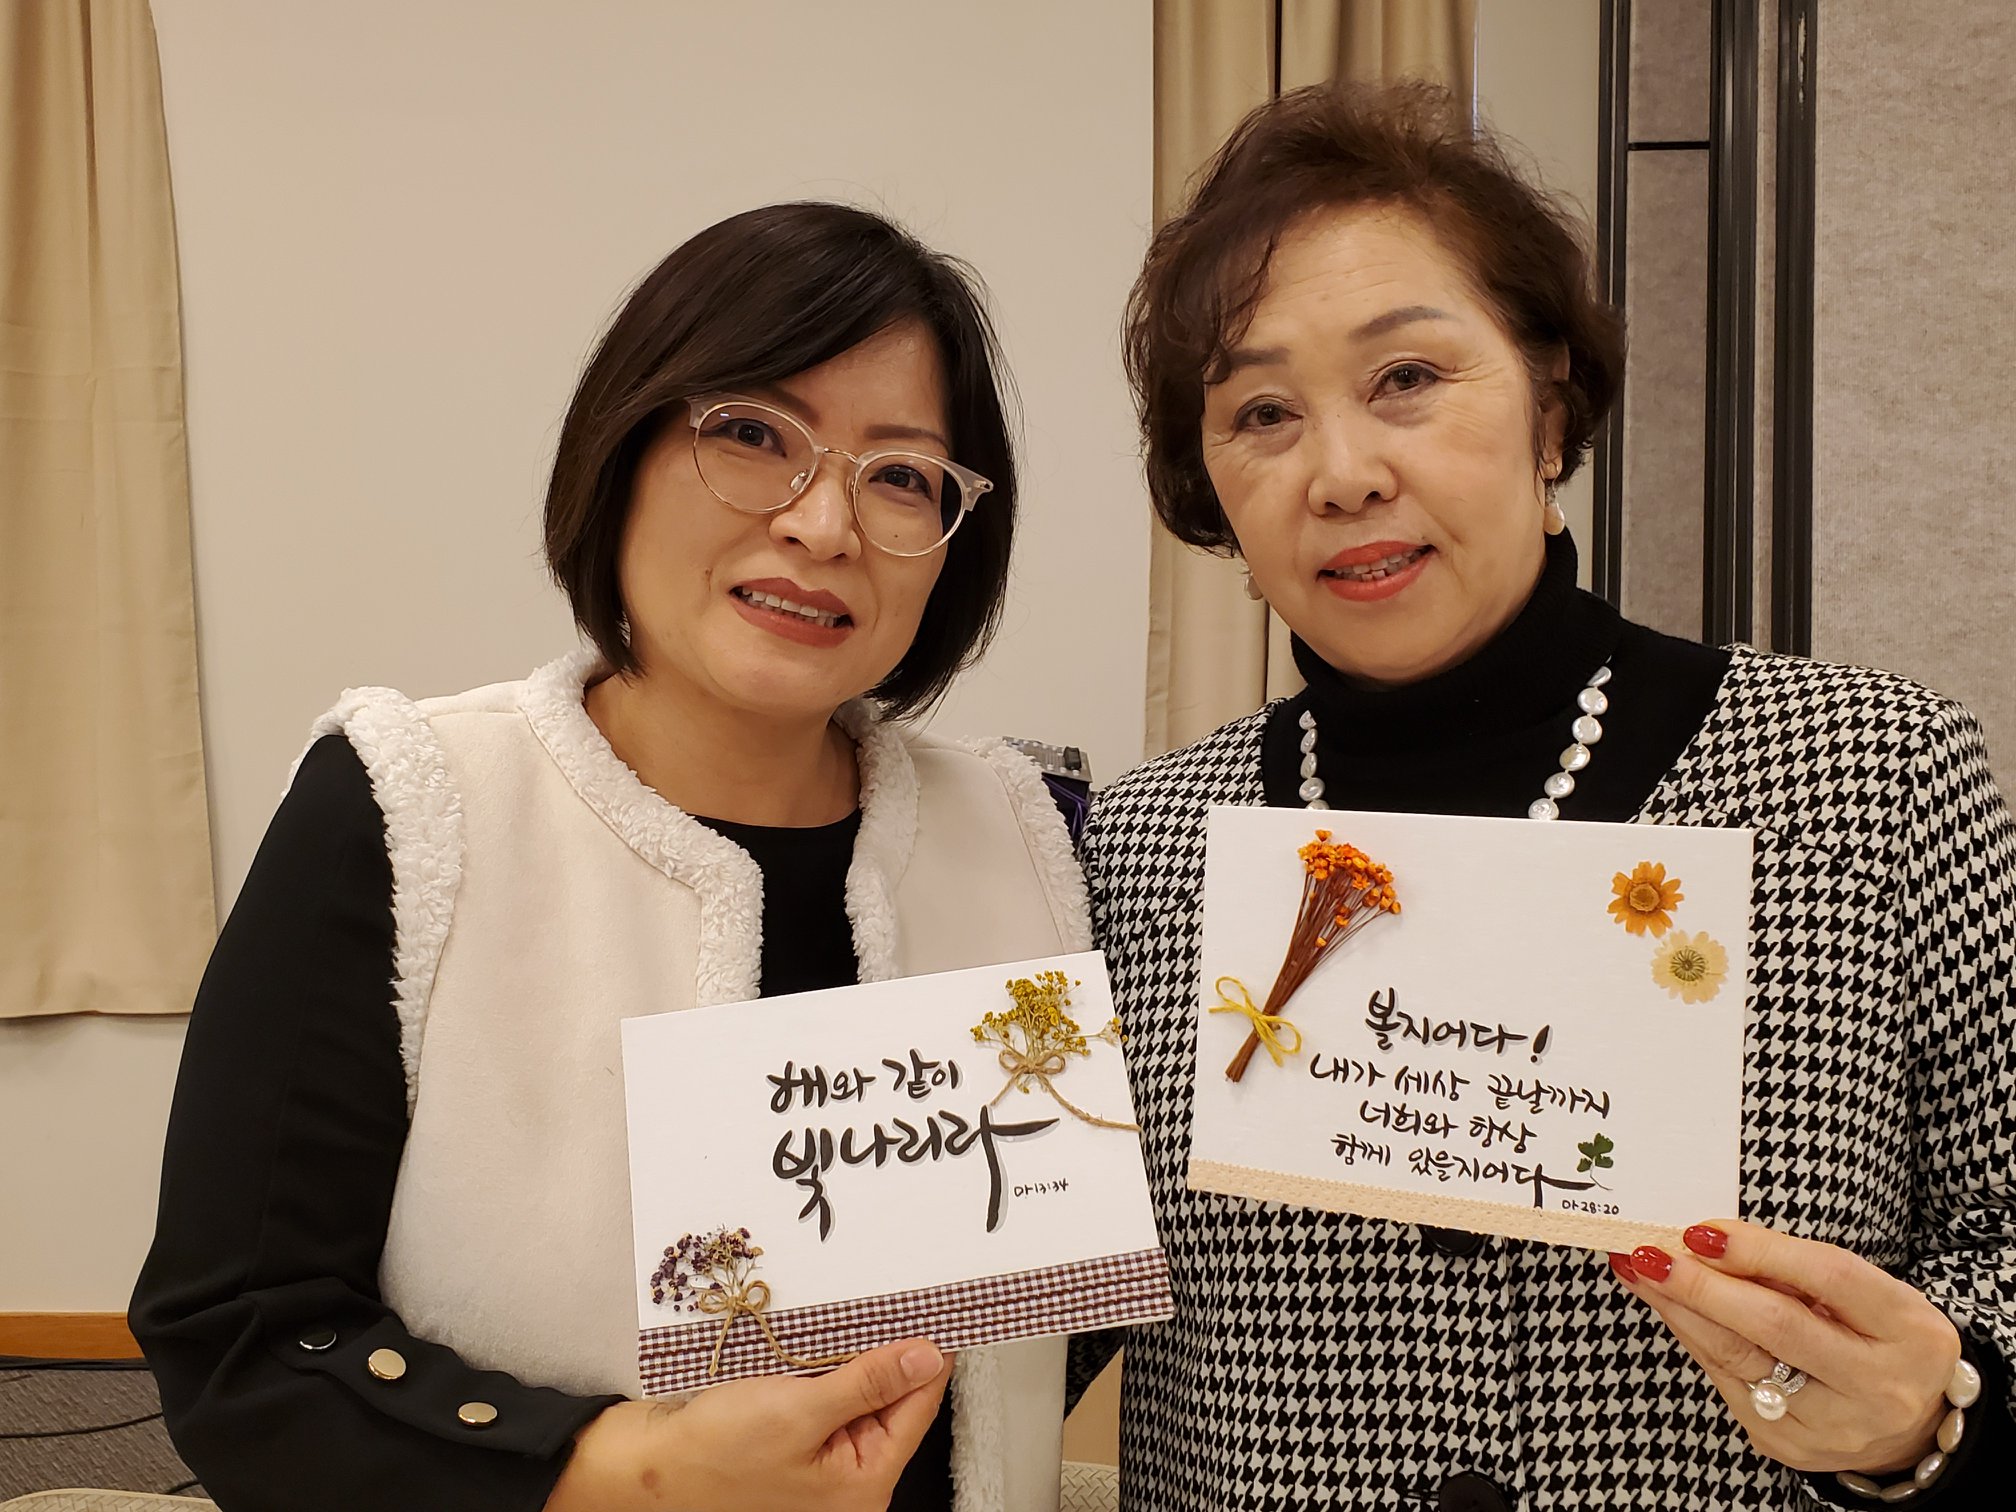 해와 같이
빛나리라
마13:34
볼지어다!
내가 세상 끝날까지
너희와 항상
함께 있을지어다
마28:20